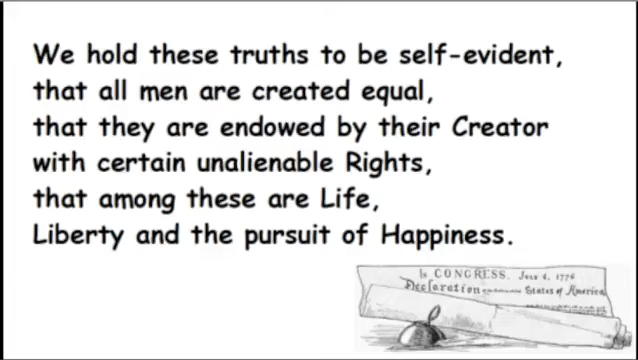 We hold these truths to be self-evident,
that all men are created equal,
that they are endowed by their Creator
with certain unalienable Rights,
that among these are Life,
Liberty and the pursuit of Happiness.
In CONGRESS. July 4, 1776
Declaration States of America